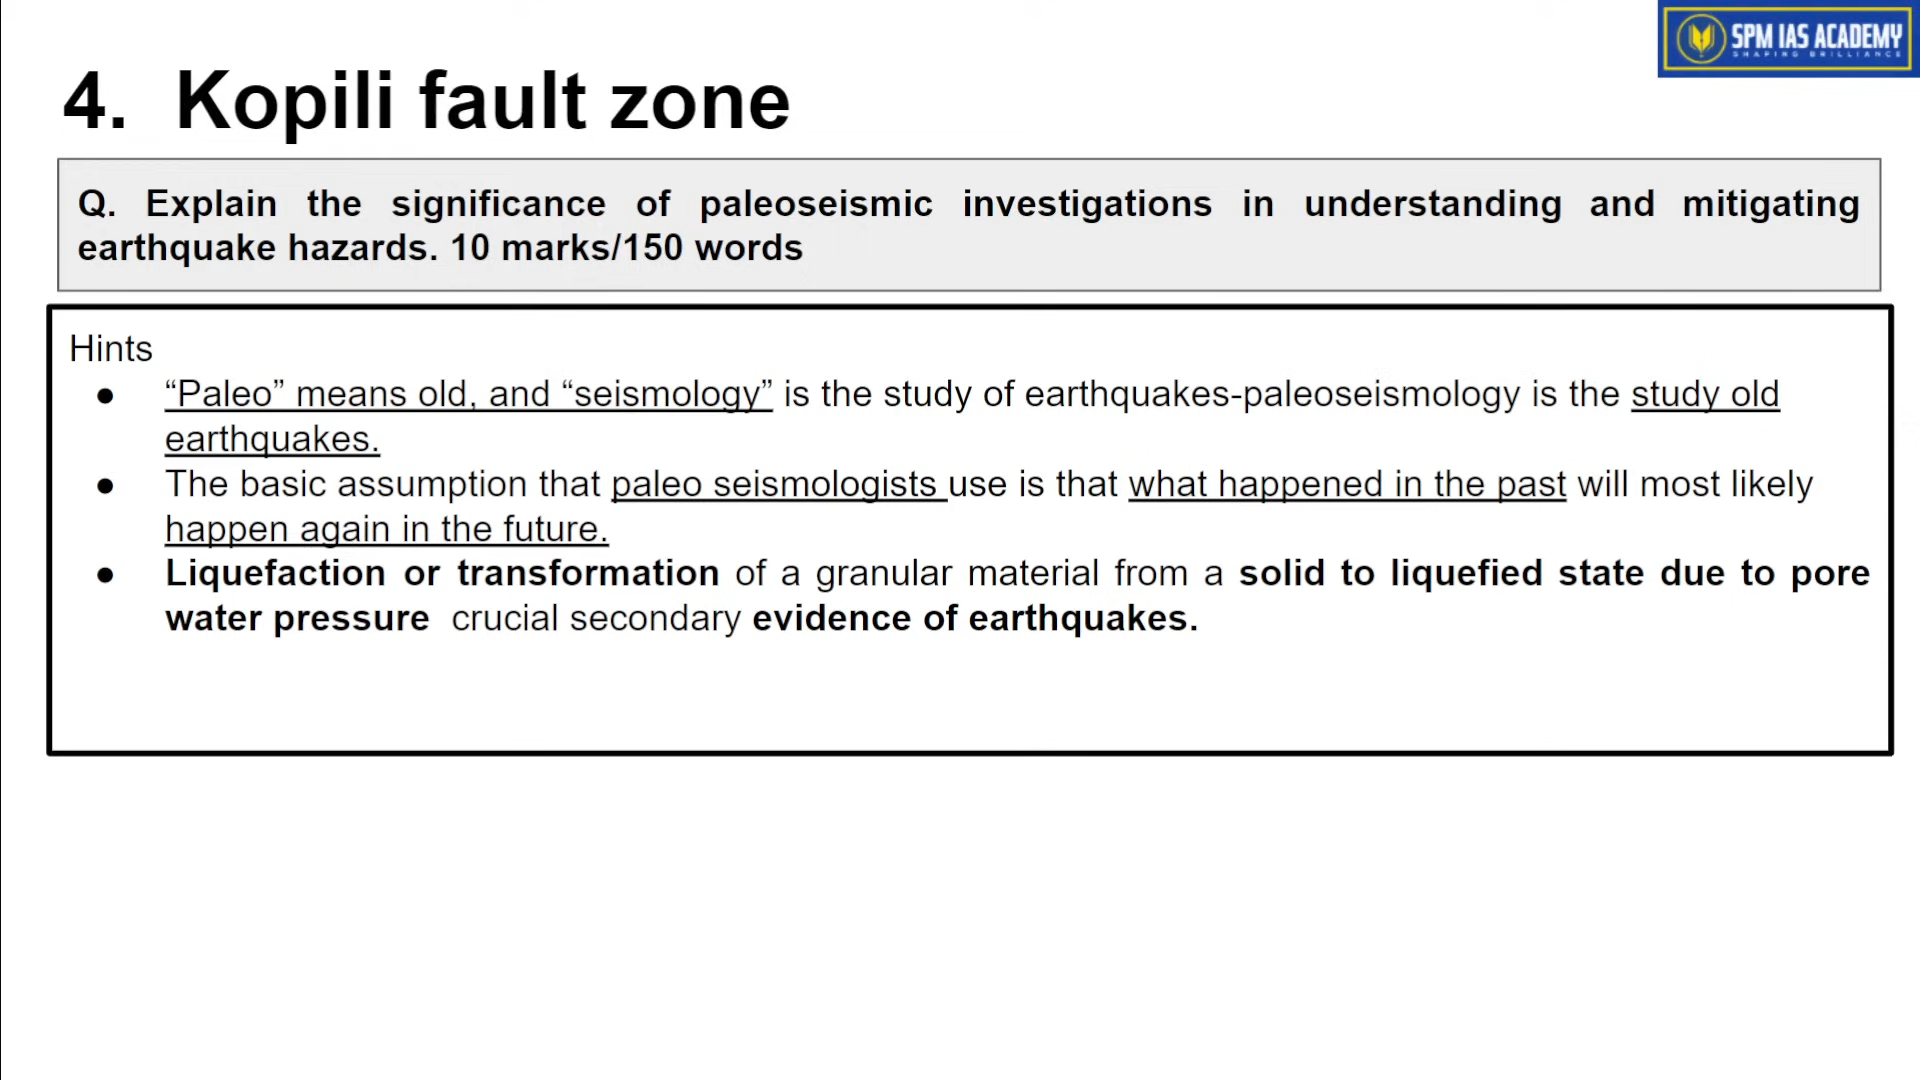 SPM IAS ACADEMY
SHAPING BRILLIANCE
4. Kopili fault zone
Q. Explain the significance of paleoseismic investigations in understanding and mitigating
earthquake hazards. 10 marks/150 words
Hints
● “Paleo” means old, and “seismology” is the study of earthquakes-paleoseismology is the study old
earthquakes.
● The basic assumption that paleo seismologists use is that what happened in the past will most likely
happen again in the future.
● Liquefaction or transformation of a granular material from a solid to liquefied state due to pore
water pressure crucial secondary evidence of earthquakes.